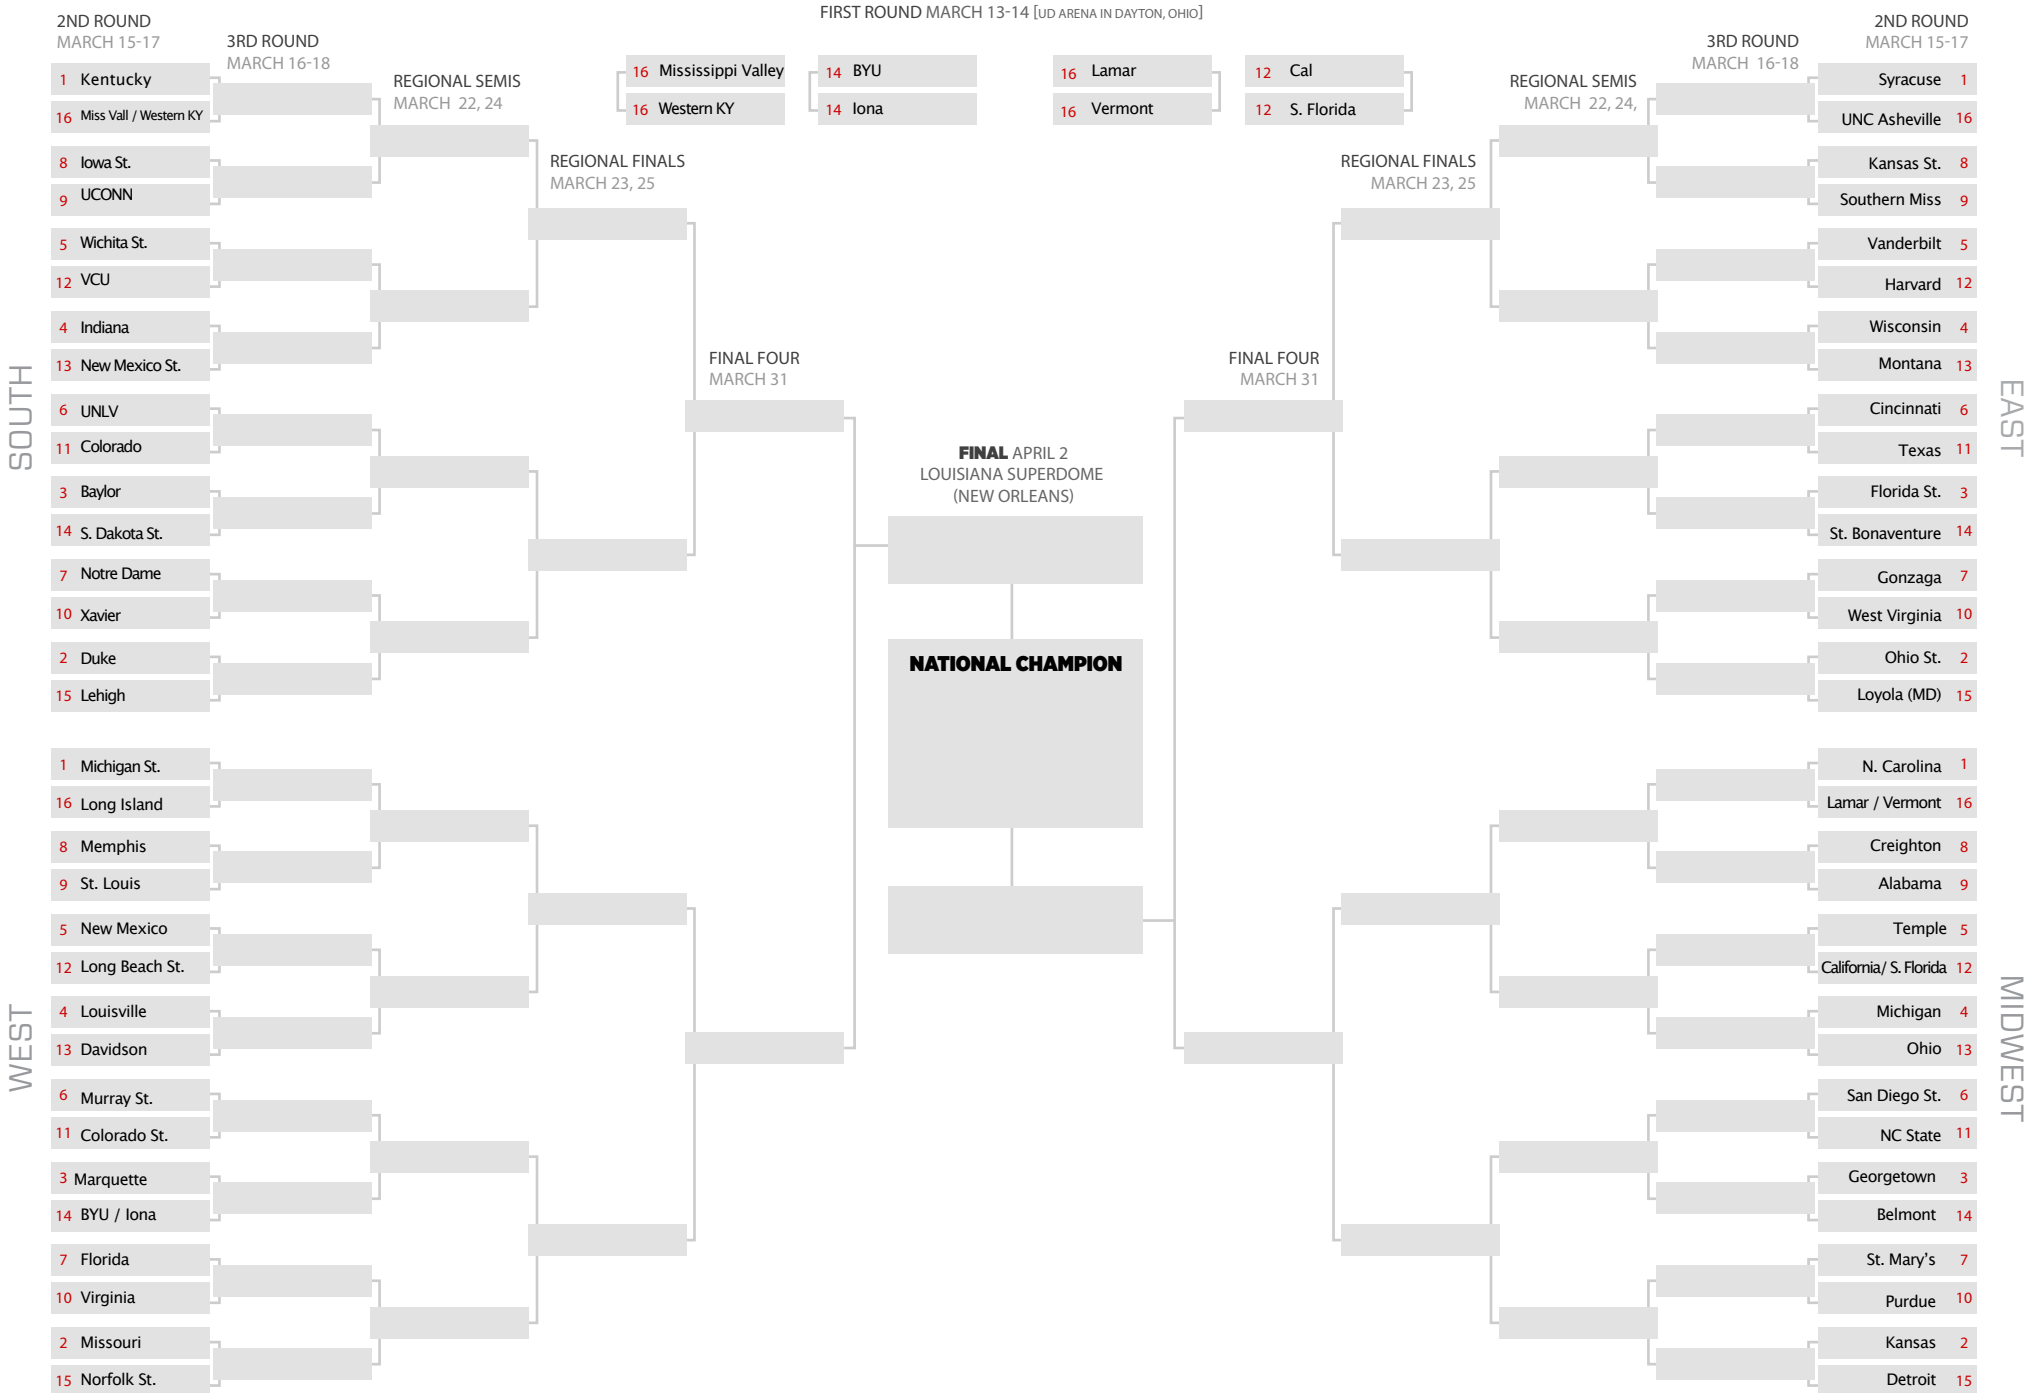 FIRST ROUND MARCH 13-14 [UD ARENA IN DAYTON, OHIO]
16 Mississippi Valley
16 Western KY
14 BYU
14 Iona
16 Lamar
16 Vermont
12 Cal
12 S. Florida
2ND ROUND
MARCH 15-17
3RD ROUND
MARCH 16-18
REGIONAL SEMIS
MARCH 22, 24
REGIONAL FINALS
MARCH 23, 25
FINAL FOUR
MARCH 31
SOUTH
1 Kentucky
16 Miss Vall / Western KY
8 Iowa St.
9 UCONN
5 Wichita St.
12 VCU
4 Indiana
13 New Mexico St.
6 UNLV
11 Colorado
3 Baylor
14 S. Dakota St.
7 Notre Dame
10 Xavier
2 Duke
15 Lehigh
WEST
1 Michigan St.
16 Long Island
8 Memphis
9 St. Louis
5 New Mexico
12 Long Beach St.
4 Louisville
13 Davidson
6 Murray St.
11 Colorado St.
3 Marquette
14 BYU / Iona
7 Florida
10 Virginia
2 Missouri
15 Norfolk St.
FINAL APRIL 2
LOUISIANA SUPERDOME
(NEW ORLEANS)
NATIONAL CHAMPION
FINAL FOUR
MARCH 31
REGIONAL FINALS
MARCH 23, 25
REGIONAL SEMIS
MARCH 22, 24,
3RD ROUND
MARCH 16-18
2ND ROUND
MARCH 15-17
EAST
Syracuse 1
UNC Asheville 16
Kansas St. 8
Southern Miss 9
Vanderbilt 5
Harvard 12
Wisconsin 4
Montana 13
Cincinnati 6
Texas 11
Florida St. 3
St. Bonaventure 14
Gonzaga 7
West Virginia 10
Ohio St. 2
Loyola (MD) 15
MIDWEST
N. Carolina 1
Lamar / Vermont 16
Creighton 8
Alabama 9
Temple 5
California/ S. Florida 12
Michigan 4
Ohio 13
San Diego St. 6
NC State 11
Georgetown 3
Belmont 14
St. Mary's 7
Purdue 10
Kansas 2
Detroit 15